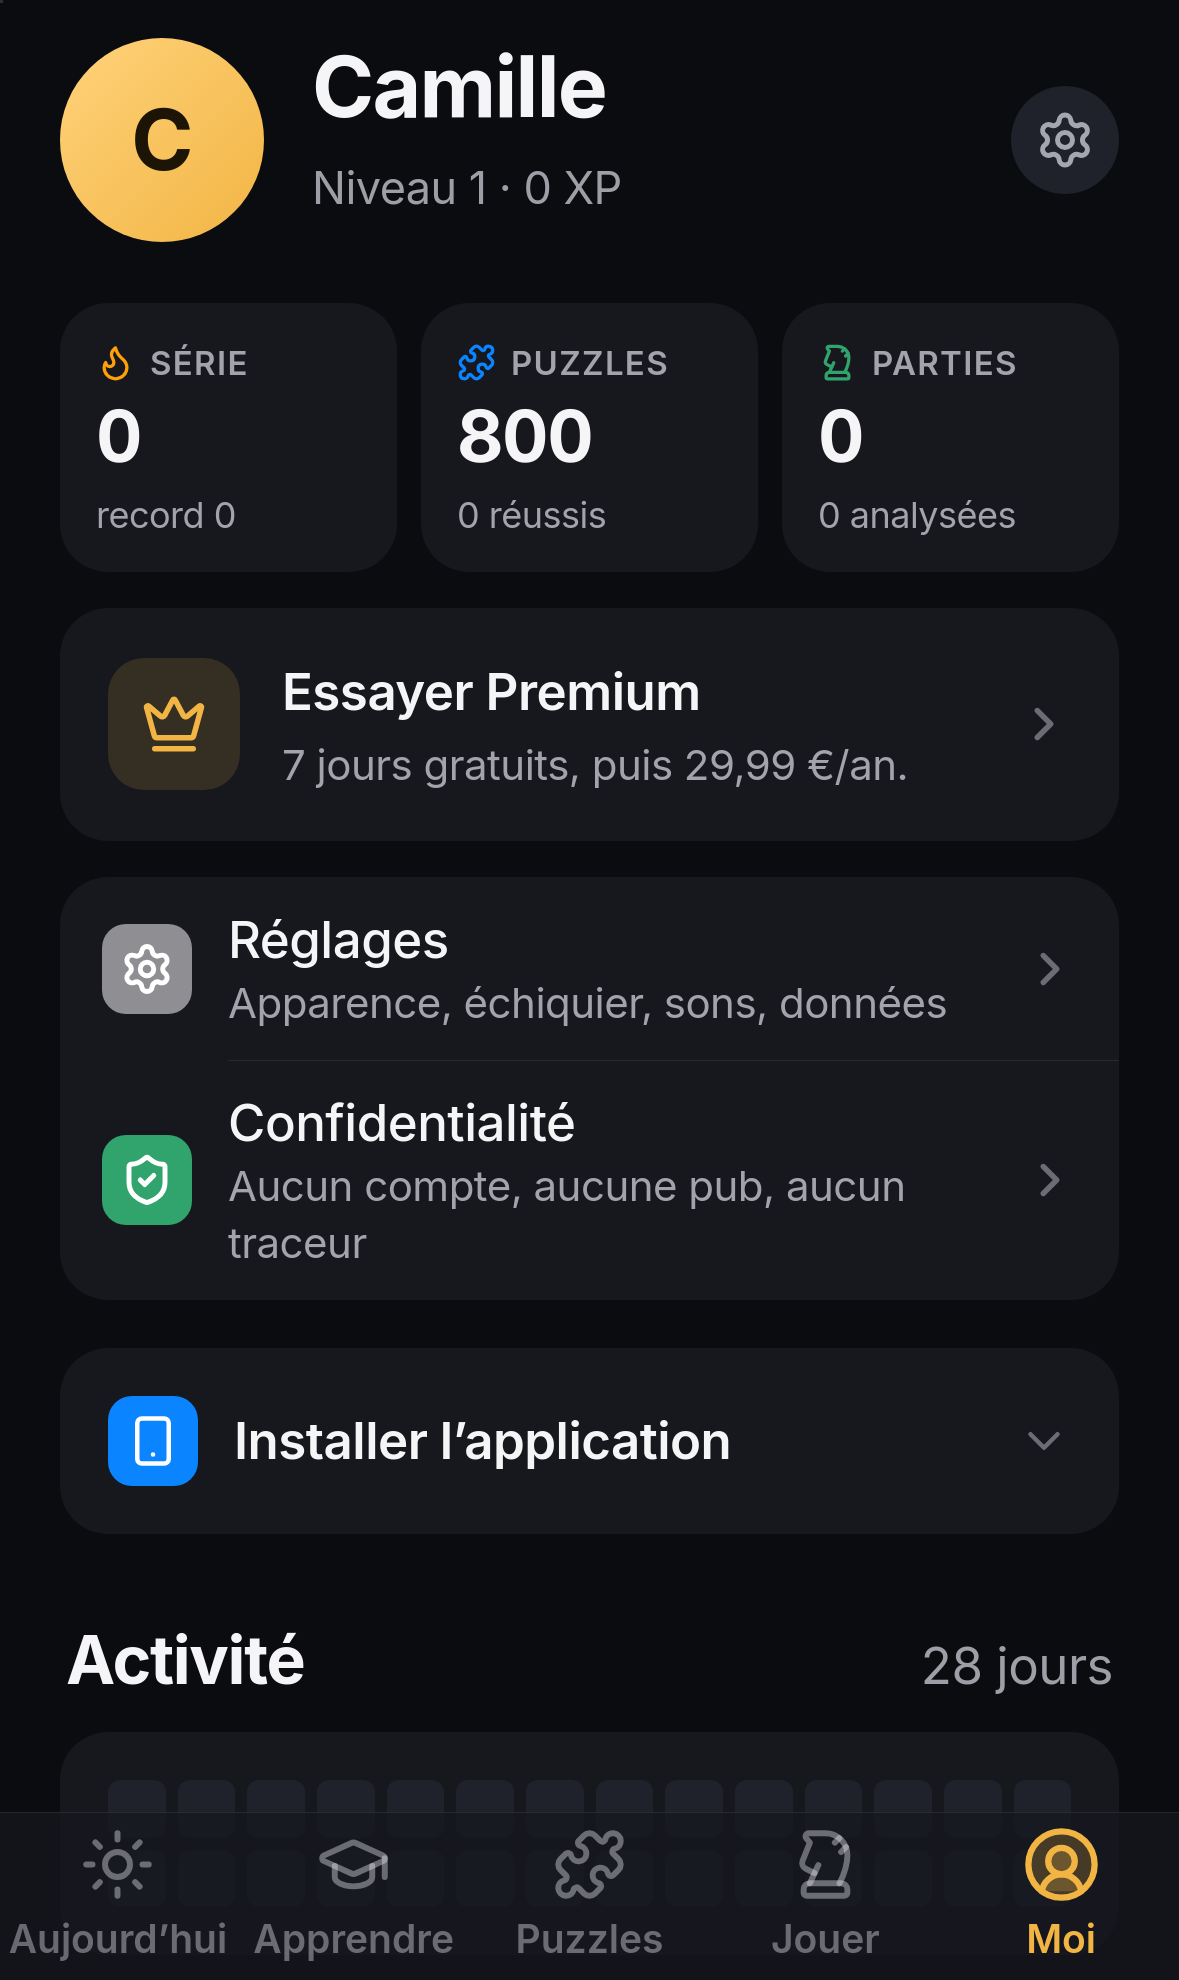 C
Camille
Niveau 1 · 0 XP
SÉRIE
0
record 0
PUZZLES
800
0 réussis
PARTIES
0
0 analysées
Essayer Premium
7 jours gratuits, puis 29,99 €/an.
Réglages
Apparence, échiquier, sons, données
Confidentialité
Aucun compte, aucune pub, aucun
traceur
Installer l’application
Activité
28 jours
Aujourd’hui
Apprendre
Puzzles
Jouer
Moi